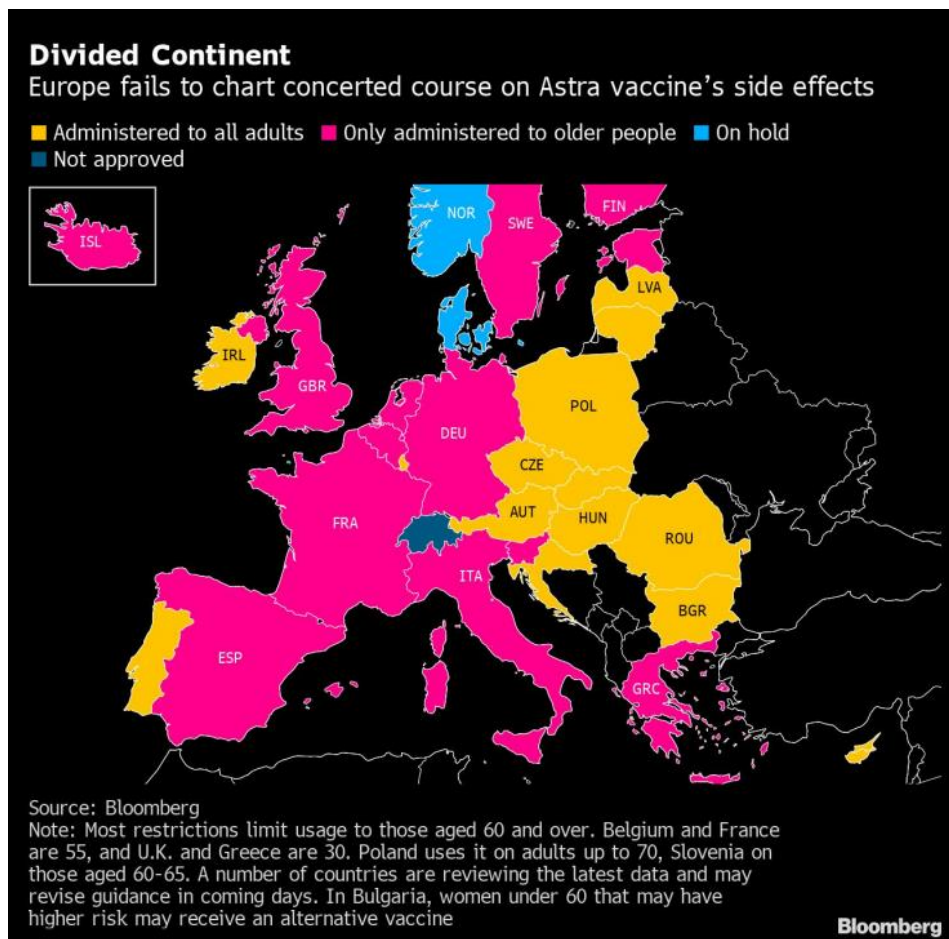 Divided Continent
Europe fails to chart concerted course on Astra vaccine's side effects
Administered to all adults Only administered to older people On hold
Not approved
ISL
NOR
SWE
FIN
LVA
IRL
GBR
POL
DEU
CZE
AUT
HUN
FRA
ROU
ITA
BGR
ESP
GRC
Source: Bloomberg
Note: Most restrictions limit usage to those aged 60 and over. Belgium and France
are 55, and U.K. and Greece are 30. Poland uses it on adults up to 70, Slovenia on
those aged 60-65. A number of countries are reviewing the latest data and may
revise guidance in coming days. In Bulgaria, women under 60 that may have
higher risk may receive an alternative vaccine
Bloomberg